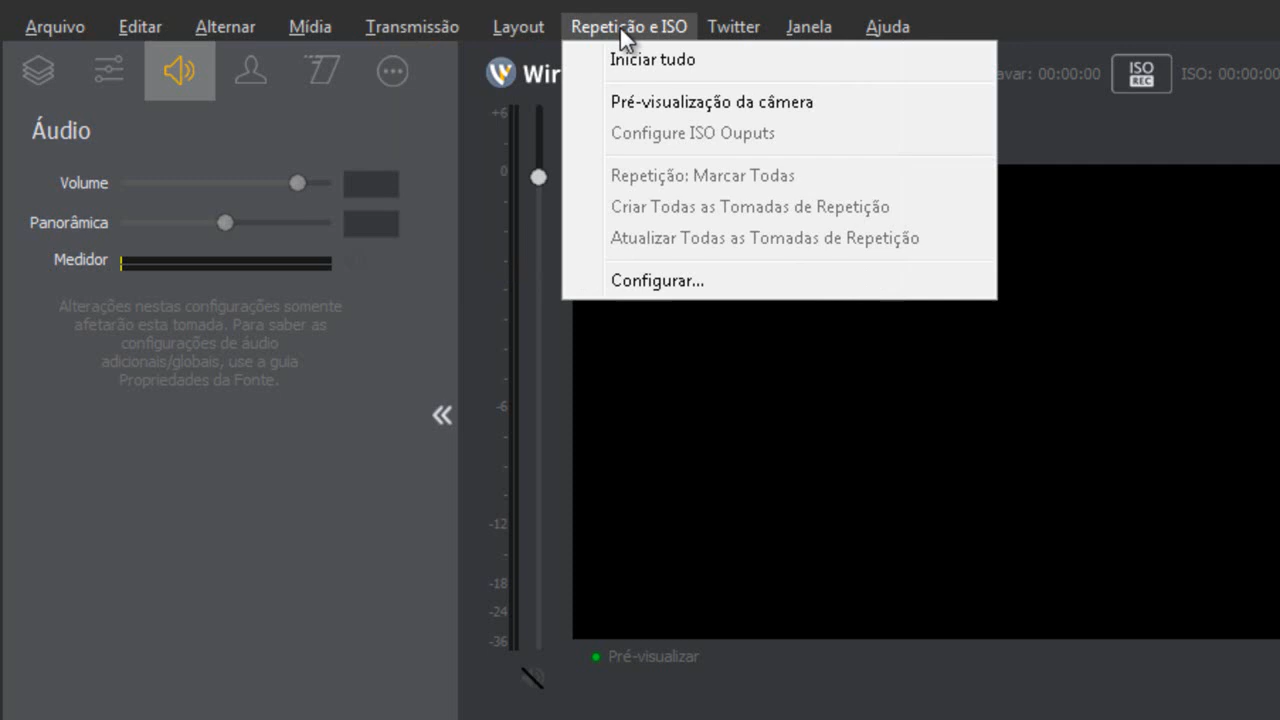 Arquivo Editar Alternar Mídia Transmissão Layout Repetição e ISO Twitter Janela Ajuda
Wir
Iniciar tudo
Pré-visualização da câmera
Configure ISO Ouputs
Repetição: Marcar Todas
Criar Todas as Tomadas de Repetição
Atualizar Todas as Tomadas de Repetição
Configurar...
avar: 00:00:00
ISO
REC
ISO: 00:00:00
Áudio
Volume
Panorâmica
Medidor
Alterações nestas configurações somente
afetarão esta tomada. Para saber as
configurações de áudio
adicionais/globais, use a guia
Propriedades da Fonte.
+6
0
-6
-12
-18
-24
-36
Pré-visualizar